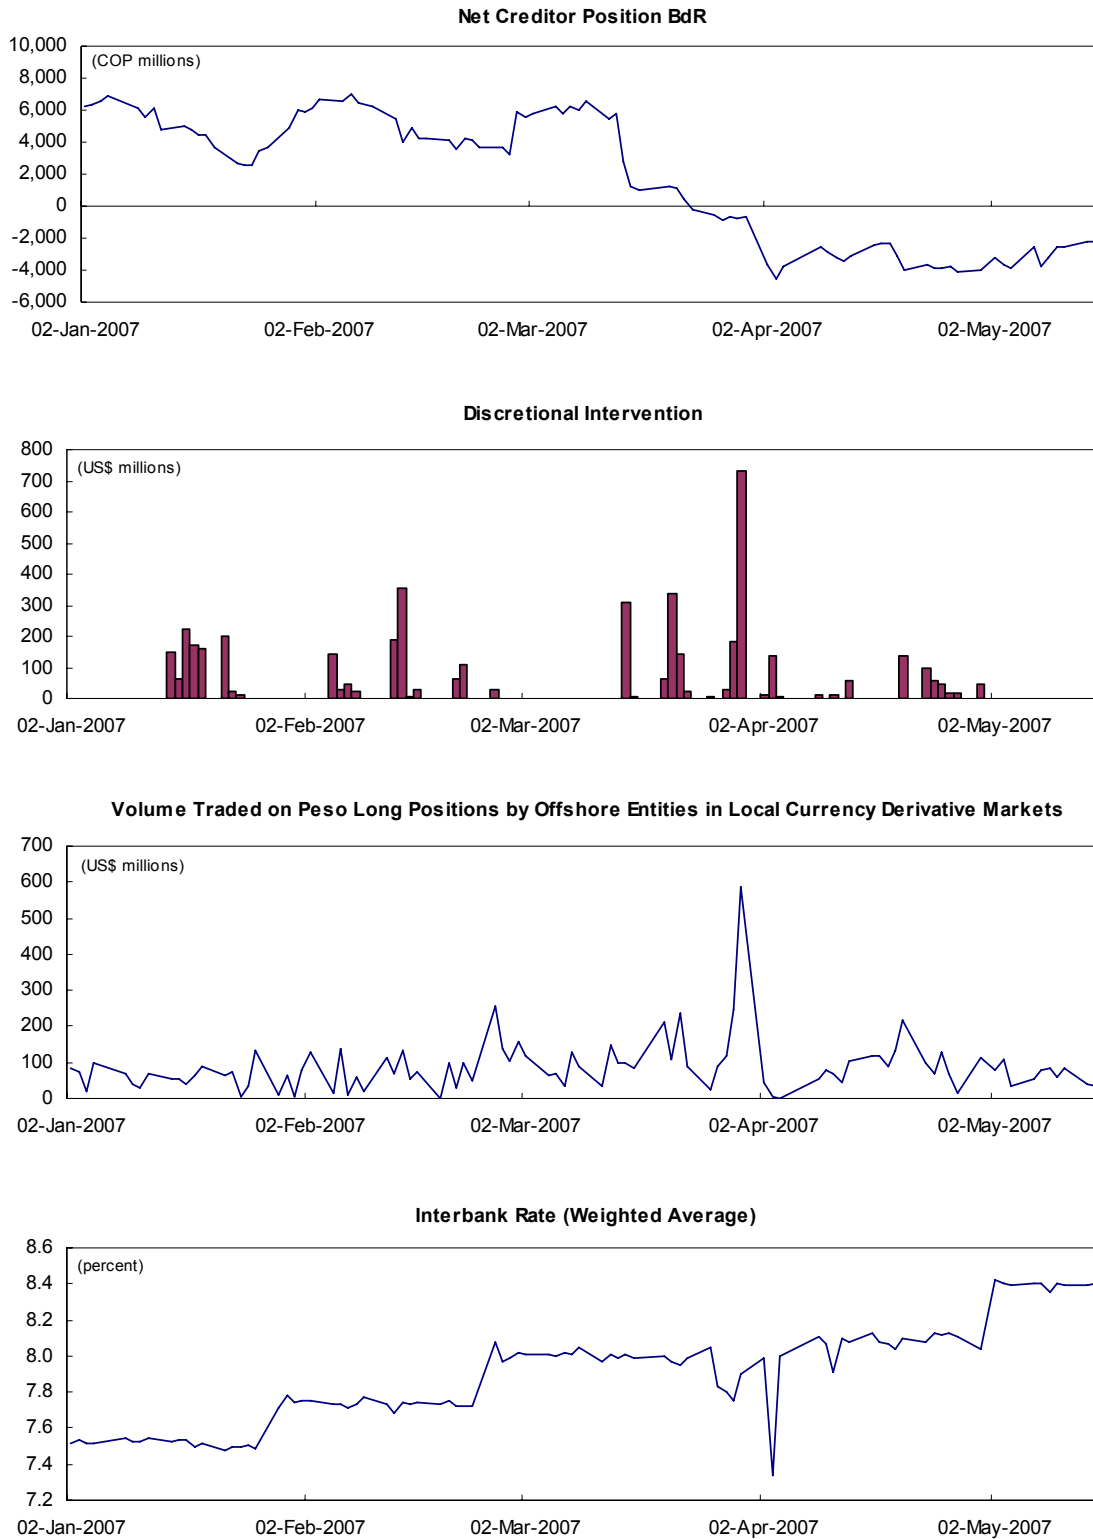 Net Creditor Position BdR
(COP millions)
10,000
8,000
6,000
4,000
2,000
0
-2,000
-4,000
-6,000
02-Jan-2007 02-Feb-2007 02-Mar-2007 02-Apr-2007 02-May-2007
Discretional Intervention
(US$ millions)
800
700
600
500
400
300
200
100
0
02-Jan-2007 02-Feb-2007 02-Mar-2007 02-Apr-2007 02-May-2007
Volume Traded on Peso Long Positions by Offshore Entities in Local Currency Derivative Markets
(US$ millions)
700
600
500
400
300
200
100
0
02-Jan-2007 02-Feb-2007 02-Mar-2007 02-Apr-2007 02-May-2007
Interbank Rate (Weighted Average)
(percent)
8.6
8.4
8.2
8.0
7.8
7.6
7.4
7.2
02-Jan-2007 02-Feb-2007 02-Mar-2007 02-Apr-2007 02-May-2007